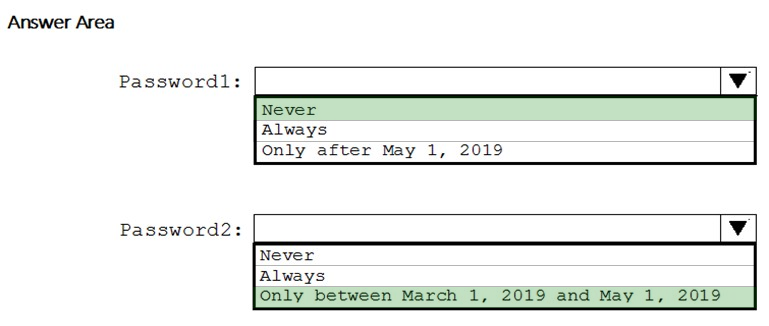 Answer Area
Password1:
Never
Always
Only after May 1, 2019
Password2:
Never
Always
Only between March 1, 2019 and May 1, 2019